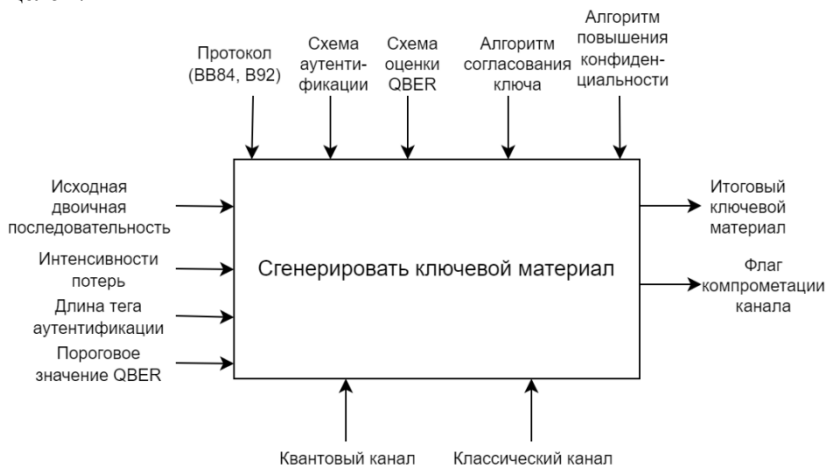 Протокол
(BB84, B92)
Схема
аутенти-
фикации
Схема
оценки
QBER
Алгоритм
согласования
ключа
Алгоритм
повышения
конфиден-
циальности
Исходная
двоичная
последовательность
Интенсивности
потерь
Длина тега
аутентификации
Пороговое
значение QBER
Сгенерировать ключевой материал
Итоговый
ключевой
материал
Флаг
компрометации
канала
Квантовый канал
Классический канал